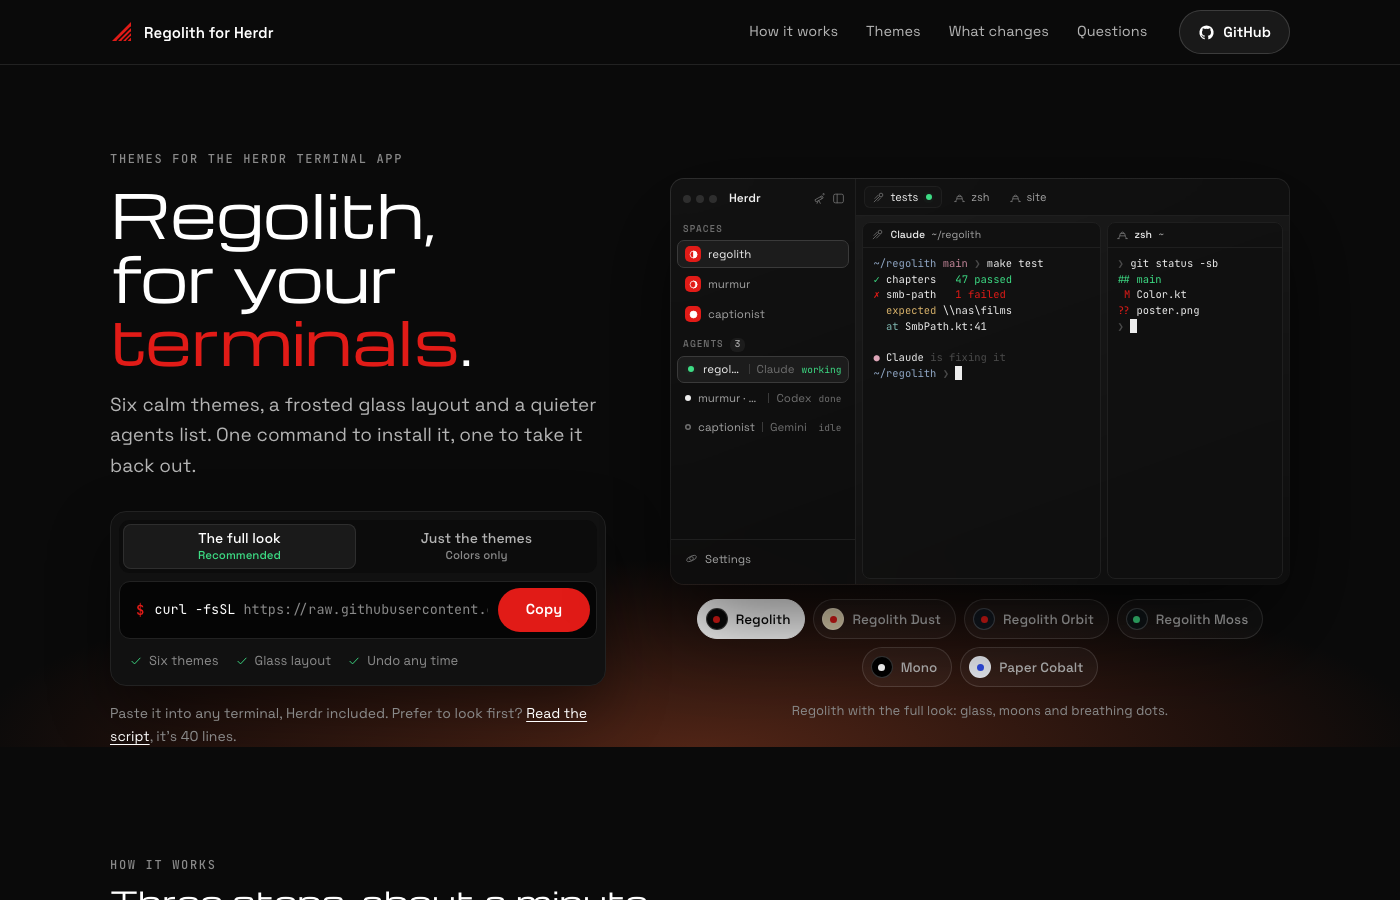 Regolith for Herdr
How it works
Themes
What changes
Questions
GitHub
THEMES FOR THE HERDR TERMINAL APP
Regolith,
for your
terminals.
Six calm themes, a frosted glass layout and a quieter
agents list. One command to install it, one to take it
back out.
The full look
Recommended
Just the themes
Colors only
$ curl -fsSL https://raw.githubusercontent.
Copy
Six themes
Glass layout
Undo any time
Paste it into any terminal, Herdr included. Prefer to look first? Read the
script, it's 40 lines.
Herdr
SPACES
regolith
murmur
captionist
AGENTS 3
regol... | Claude working
murmur · ... | Codex done
captionist | Gemini idle
Settings
tests
zsh
site
Claude ~/regolith
~/regolith main ❯ make test
✓ chapters 47 passed
✗ smb-path 1 failed
expected \\nas\films
at SmbPath.kt:41
● Claude is fixing it
~/regolith ❯
zsh ~
❯ git status -sb
## main
M Color.kt
?? poster.png
❯
Regolith
Regolith Dust
Regolith Orbit
Regolith Moss
Mono
Paper Cobalt
Regolith with the full look: glass, moons and breathing dots.
HOW IT WORKS
Three steps, about a minute